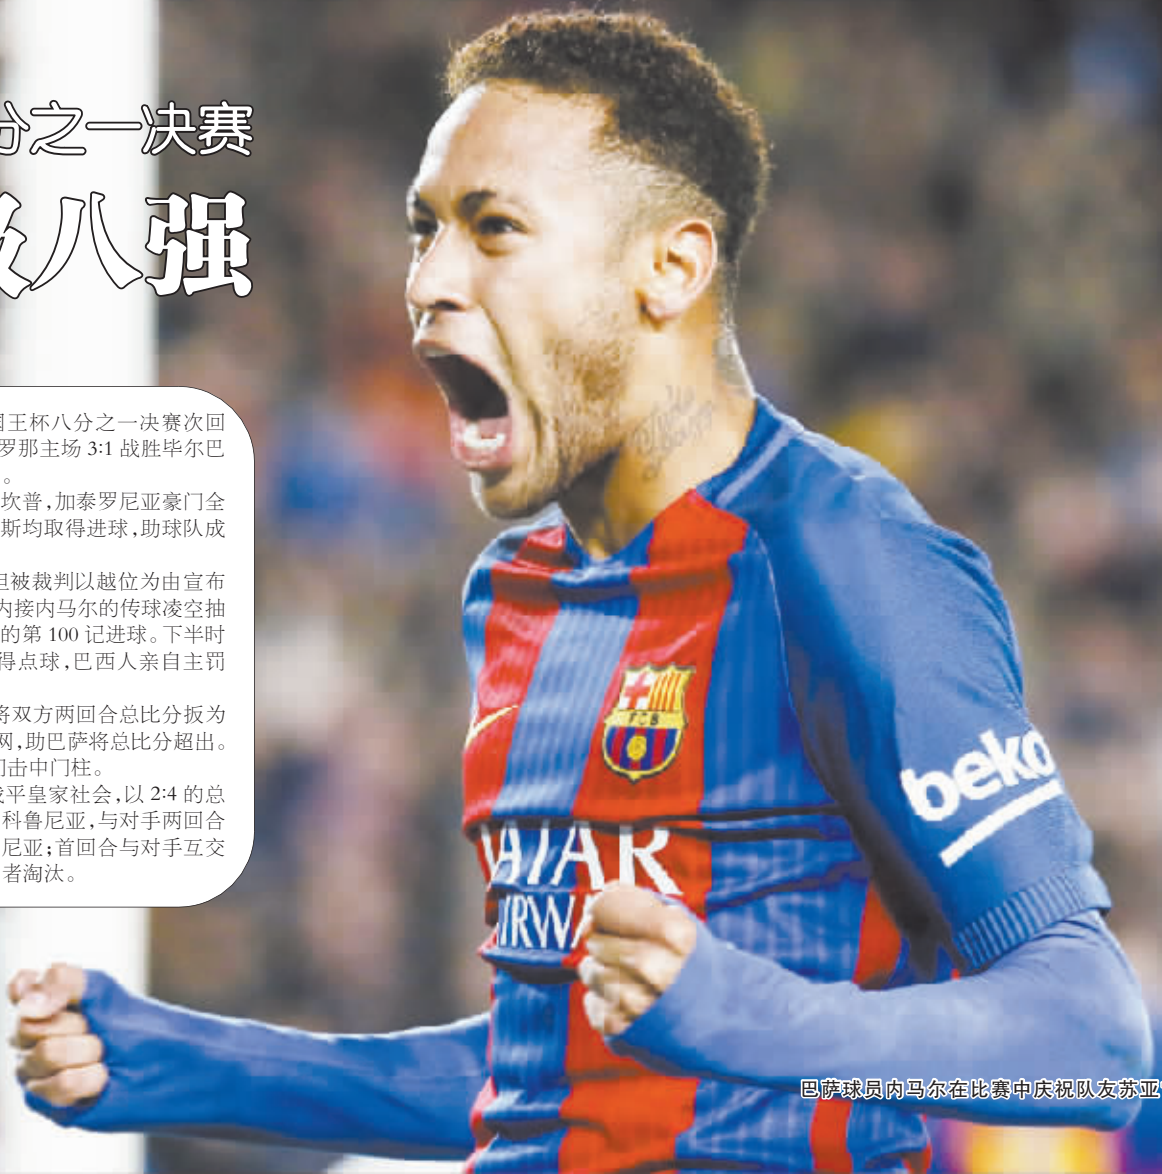 分之一决赛
级八强
国王杯八分之一决赛次回
罗那主场 3:1 战胜毕尔巴
。
坎普，加泰罗尼亚豪门全
斯均取得进球，助球队成
但被裁判以越位为由宣布
内接内马尔的传球凌空抽
的第 100 记进球。下半时
得点球，巴西人亲自主罚
将双方两回合总比分扳为
网，助巴萨将总比分超出。
门击中门柱。
战平皇家社会，以 2:4 的总
科鲁尼亚，与对手两回合
尼亚；首回合与对手互交
者淘汰。
FCB
beko
QATAR
AIRWA
巴萨球员内马尔在比赛中庆祝队友苏亚